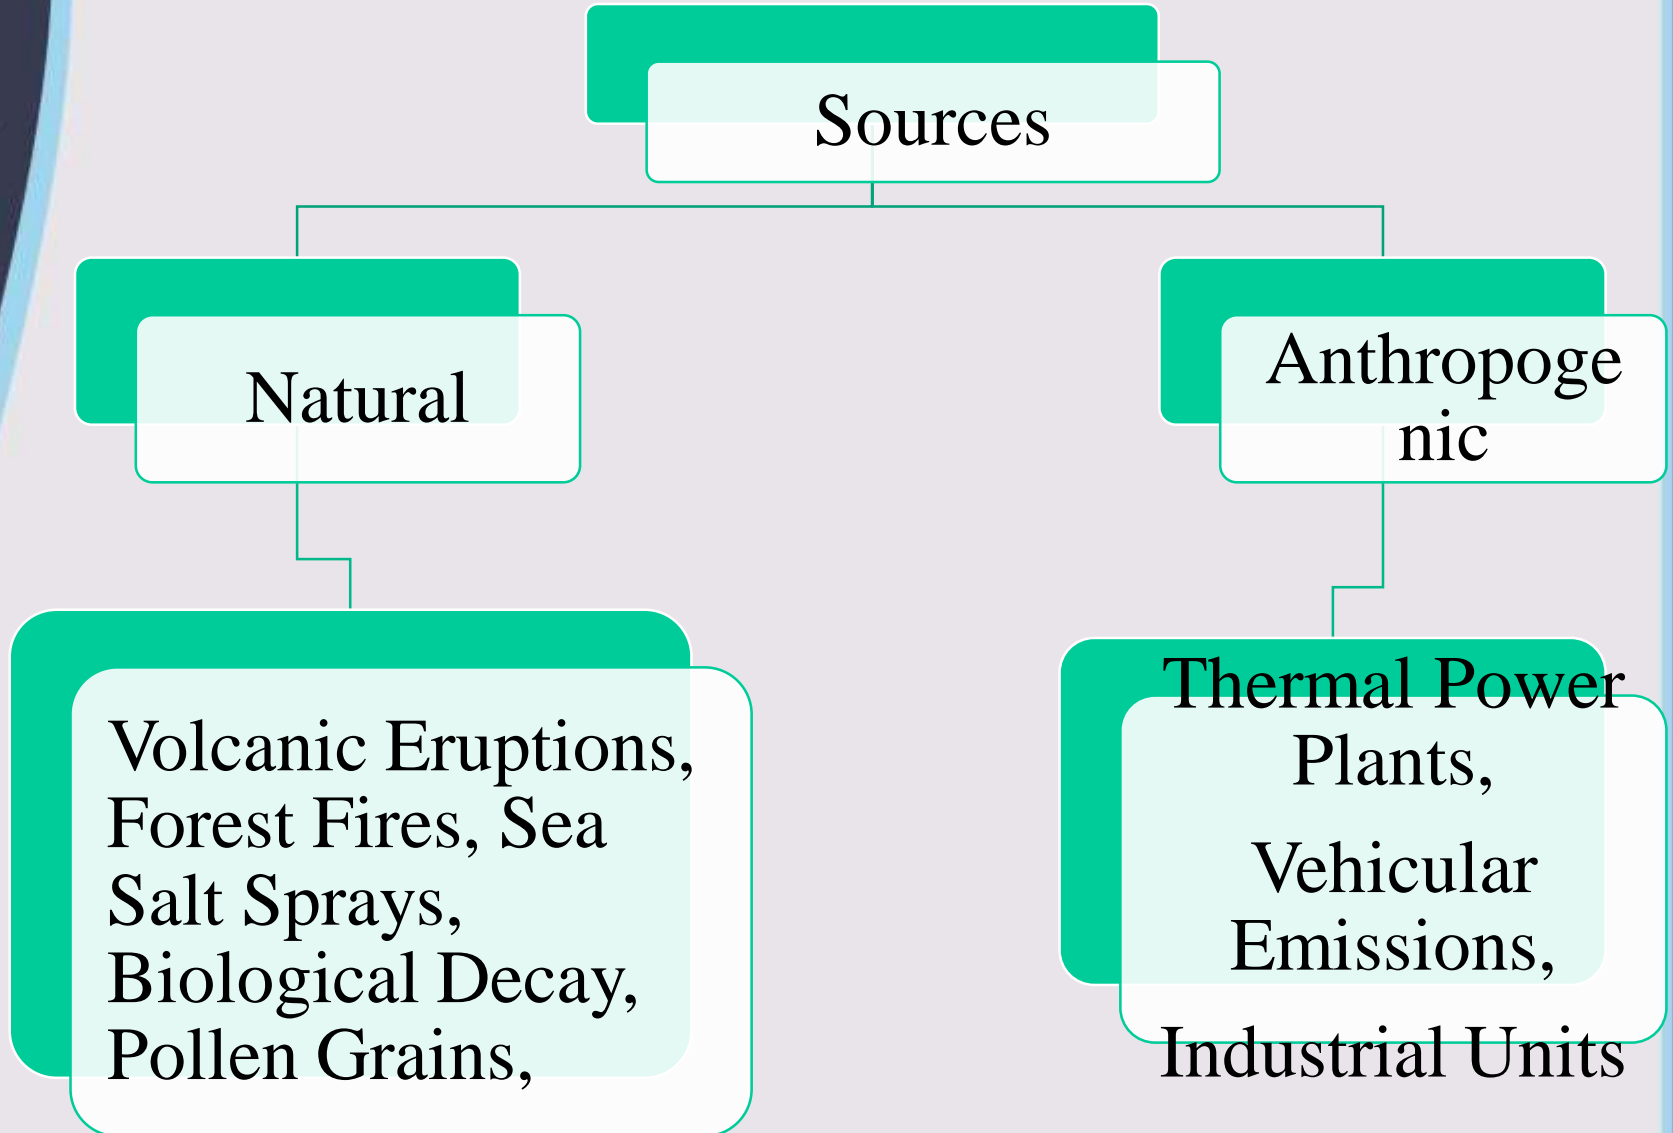 Sources
Natural
Anthropoge
nic
Volcanic Eruptions,
Forest Fires, Sea
Salt Sprays,
Biological Decay,
Pollen Grains,
Thermal Power
Plants,
Vehicular
Emissions,
Industrial Units